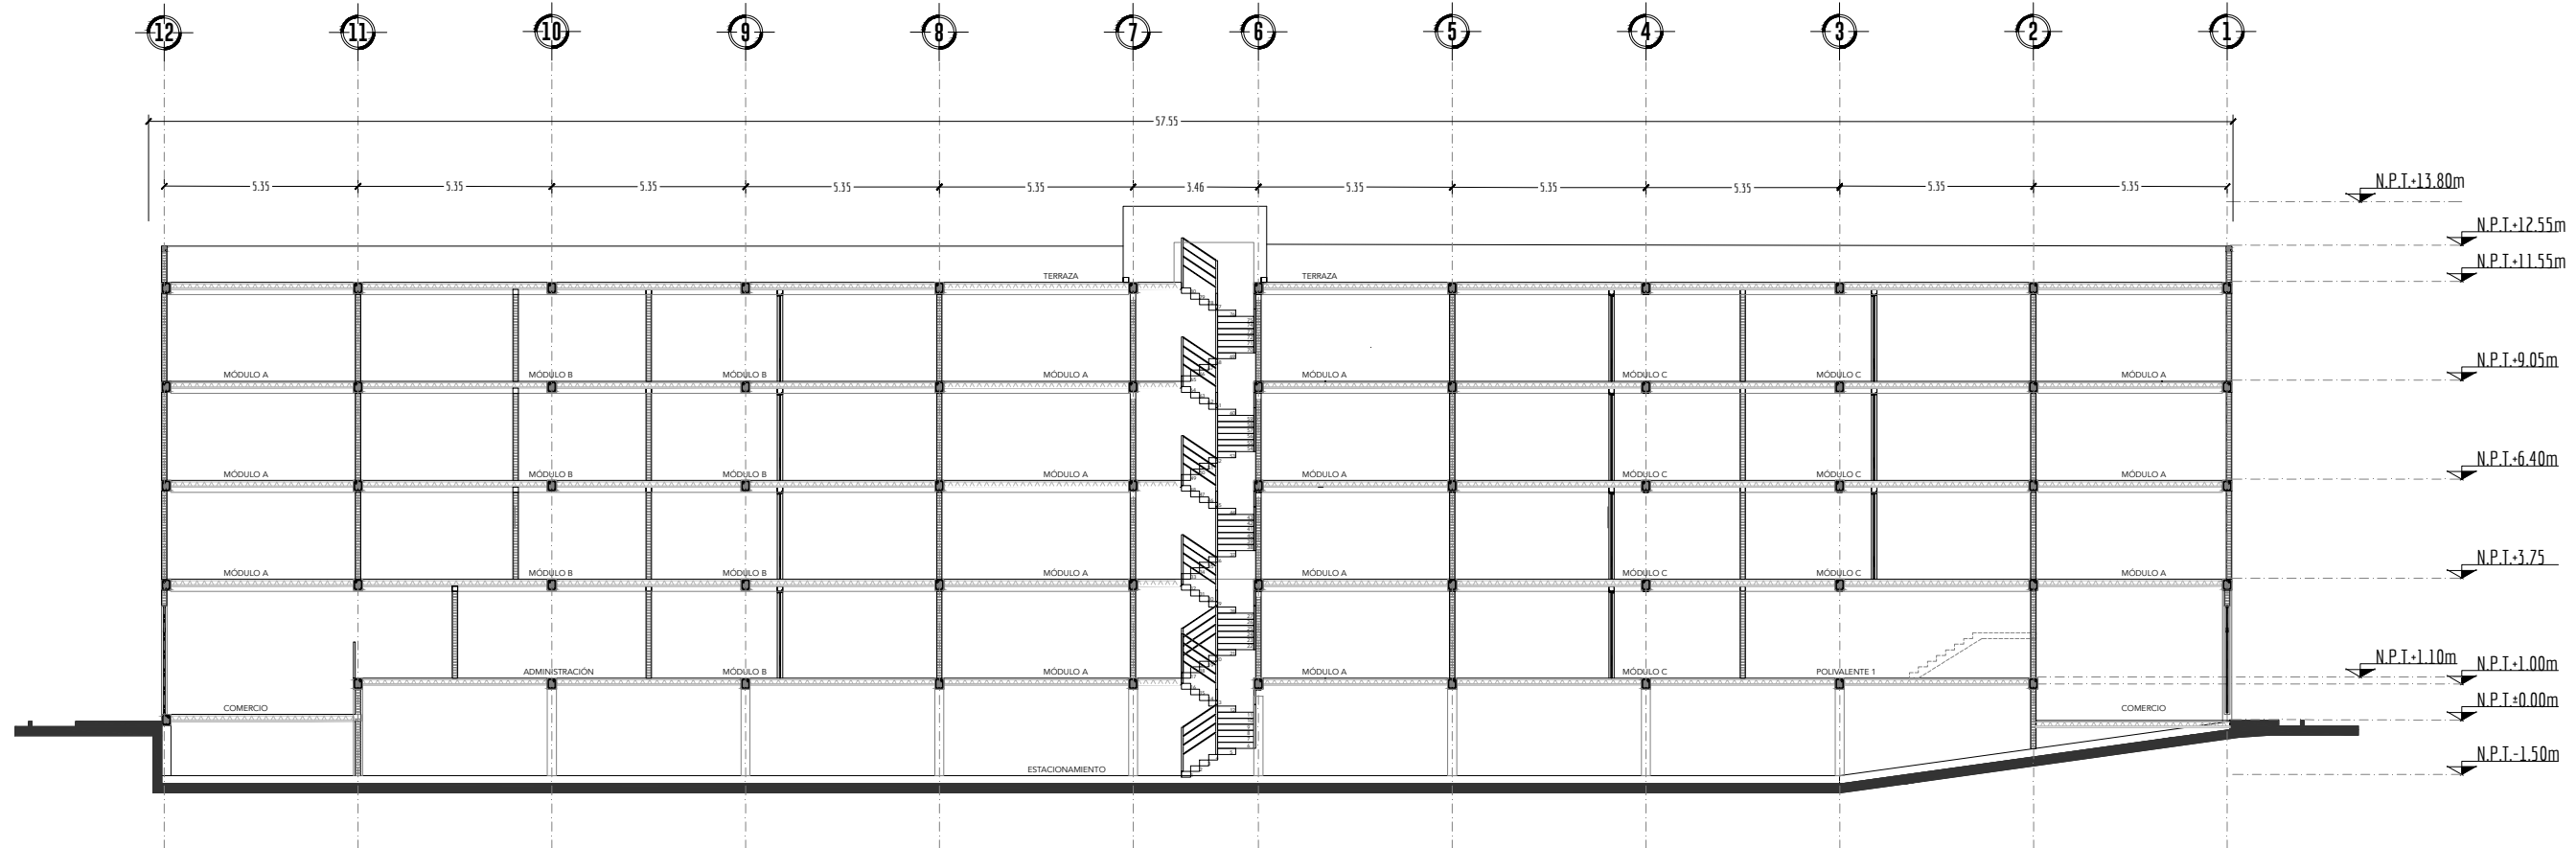 12 11 10 9 8 7 6 5 4 3 2 1
57.55
5.35 5.35 5.35 5.35 5.35 3.46 5.35 5.35 5.35 5.35 5.35
N.P.T.+13.80m
N.P.T.+12.55m
N.P.T.+11.55m
TERRAZA TERRAZA
N.P.T.+9.05m
MÓDULO A MÓDULO B MÓDULO B MÓDULO A MÓDULO A MÓDULO C MÓDULO C MÓDULO A
N.P.T.+6.40m
MÓDULO A MÓDULO B MÓDULO B MÓDULO A MÓDULO A MÓDULO C MÓDULO C MÓDULO A
N.P.T.+3.75
MÓDULO A MÓDULO B MÓDULO B MÓDULO A MÓDULO A MÓDULO C MÓDULO C MÓDULO A
N.P.T.+1.10m
N.P.T.+1.00m
ADMINISTRACIÓN MÓDULO B MÓDULO A MÓDULO A MÓDULO C POLIVALENTE 1
N.P.T.±0.00m
COMERCIO COMERCIO
N.P.T.-1.50m
ESTACIONAMIENTO